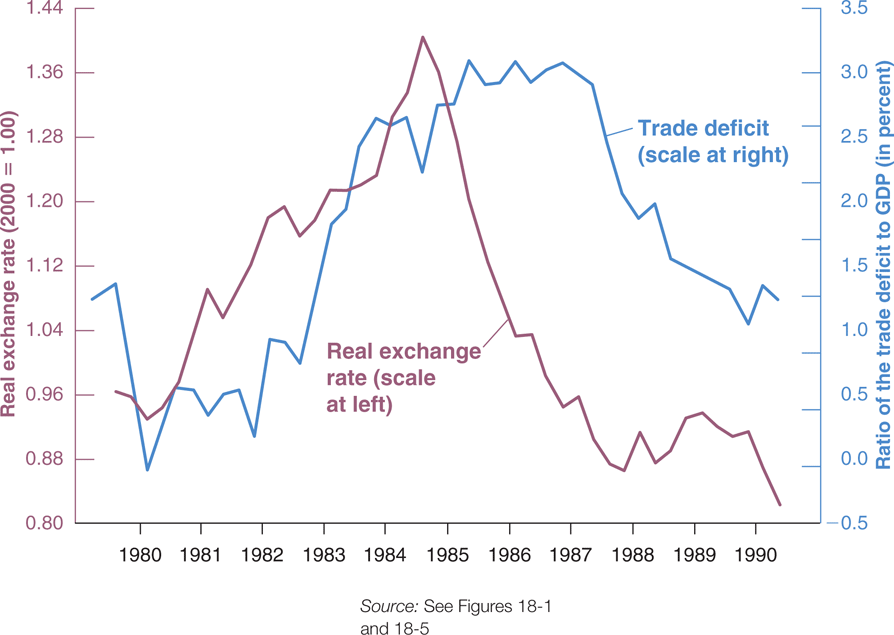 1.44
1.36
1.28
1.20
1.12
1.04
0.96
0.88
0.80
Real exchange rate (2000 = 1.00)
3.5
3.0
2.5
2.0
1.5
1.0
0.5
0.0
−0.5
Ratio of the trade deficit to GDP (in percent)
Trade deficit
(scale at right)
Real exchange
rate (scale
at left)
1980 1981 1982 1983 1984 1985 1986 1987 1988 1989 1990
Source: See Figures 18-1
and 18-5